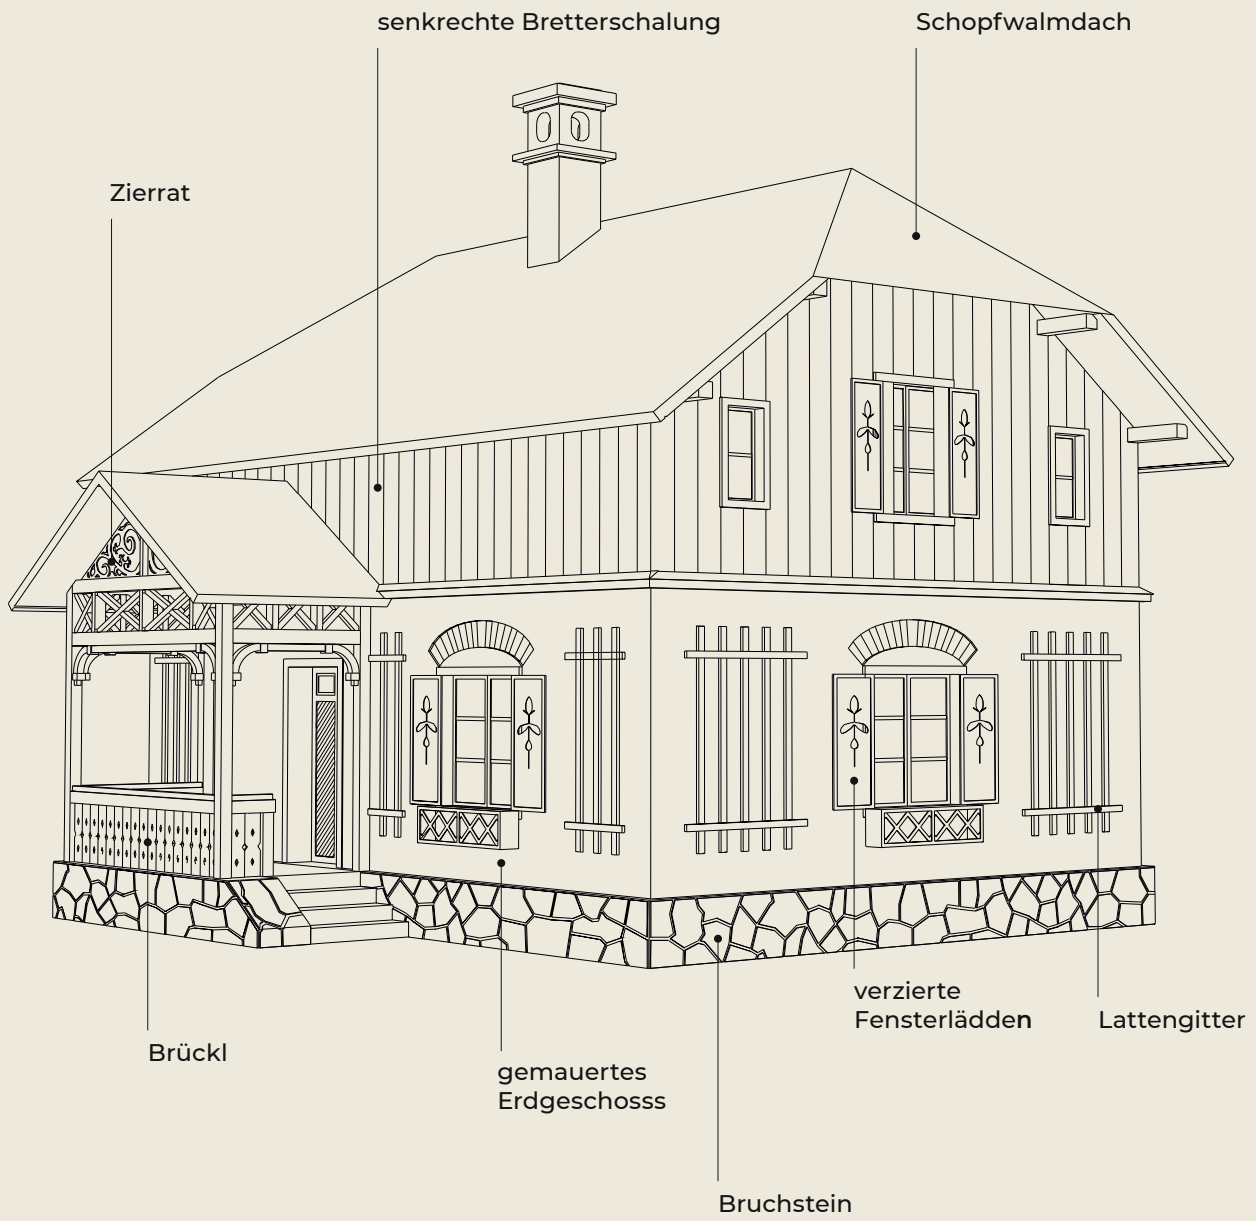 senkrechte Bretterschalung
Schopfwalmdach
Zierrat
verzierte
Fensterlädden
Lattengitter
Brückl
gemauertes
Erdgeschosss
Bruchstein